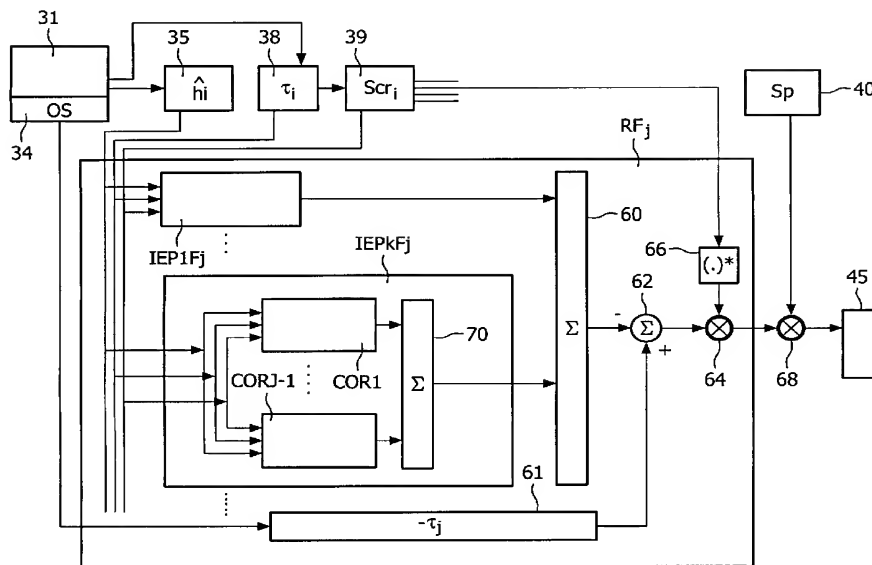 31
35
38
39
ĥi
τi
Scri
Sp
40
OS
34
RFj
IEP1Fj
IEPkFj
60
66
(.)*
62
45
-
Σ
+
64
68
Σ
70
CORJ-1
COR1
Σ
61
-τj